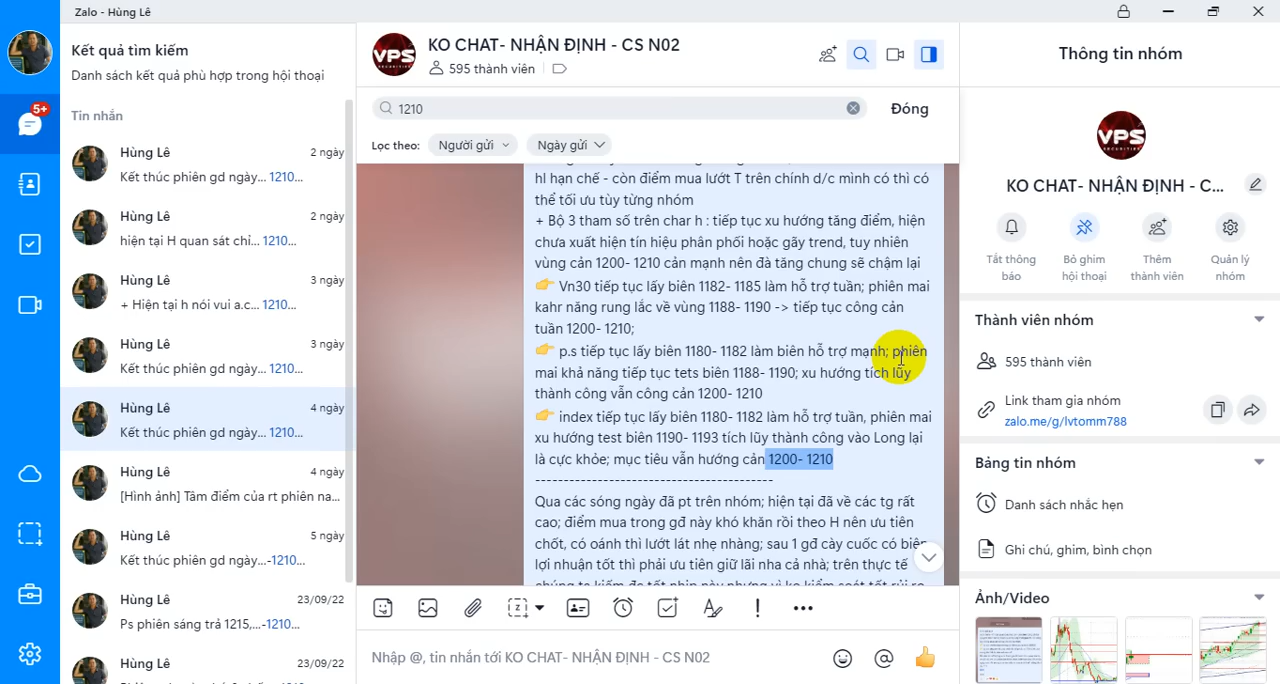 Zalo - Hùng Lê
5+
Kết quả tìm kiếm
Danh sách kết quả phù hợp trong hội thoại
Tin nhắn
Hùng Lê
2 ngày
Kết thúc phiên gd ngày... 1210...
Hùng Lê
2 ngày
hiện tại H quan sát chỉ... 1210...
Hùng Lê
3 ngày
+ Hiện tại h nói vui a.c... 1210...
Hùng Lê
3 ngày
Kết thúc phiên gd ngày... 1210...
Hùng Lê
4 ngày
Kết thúc phiên gd ngày... 1210...
Hùng Lê
4 ngày
[Hình ảnh] Tâm điểm của rt phiên na...
Hùng Lê
5 ngày
Kết thúc phiên gd ngày...-1210...
Hùng Lê
23/09/22
Ps phiên sáng trả 1215,...-1210...
Hùng Lê
23/09/22
VPS
SECURITIES
KO CHAT- NHẬN ĐỊNH - CS N02
595 thành viên
1210
Đóng
Lọc theo:
Người gửi
Ngày gửi
hl hạn chế - còn điểm mua lướt T trên chính d/c mình có thì có
thể tối ưu tùy từng nhóm
+ Bộ 3 tham số trên char h : tiếp tục xu hướng tăng điểm, hiện
chưa xuất hiện tín hiệu phân phối hoặc gãy trend, tuy nhiên
vùng cản 1200- 1210 cản mạnh nên đà tăng chung sẽ chậm lại
👉 Vn30 tiếp tục lấy biên 1182- 1185 làm hỗ trợ tuần; phiên mai
kahr năng rung lắc về vùng 1188- 1190 -> tiếp tục công cản
tuần 1200- 1210;
👉 p.s tiếp tục lấy biên 1180- 1182 làm biên hỗ trợ mạnh; phiên
mai khả năng tiếp tục tets biên 1188- 1190; xu hướng tích lũy
thành công vẫn công cản 1200- 1210
👉 index tiếp tục lấy biên 1180- 1182 làm hỗ trợ tuần, phiên mai
xu hướng test biên 1190- 1193 tích lũy thành công vào Long lại
là cực khỏe; mục tiêu vẫn hướng cản 1200- 1210
-----------------------------------------
Qua các sóng ngày đã pt trên nhóm; hiện tại đã về các tg rất
cao; điểm mua trong gđ này khó khăn rồi theo H nên ưu tiên
chốt, có oánh thì lướt lát nhẹ nhàng; sau 1 gđ cày cuốc có biên
lợi nhuận tốt thì phải ưu tiên giữ lãi nha cả nhà; trên thực tế
Nhập @, tin nhắn tới KO CHAT- NHẬN ĐỊNH - CS N02
Thông tin nhóm
VPS
SECURITIES
KO CHAT- NHẬN ĐỊNH - C...
Tắt thông báo
Bỏ ghim hội thoại
Thêm thành viên
Quản lý nhóm
Thành viên nhóm
595 thành viên
Link tham gia nhóm
zalo.me/g/lvtomm788
Bảng tin nhóm
Danh sách nhắc hẹn
Ghi chú, ghim, bình chọn
Ảnh/Video